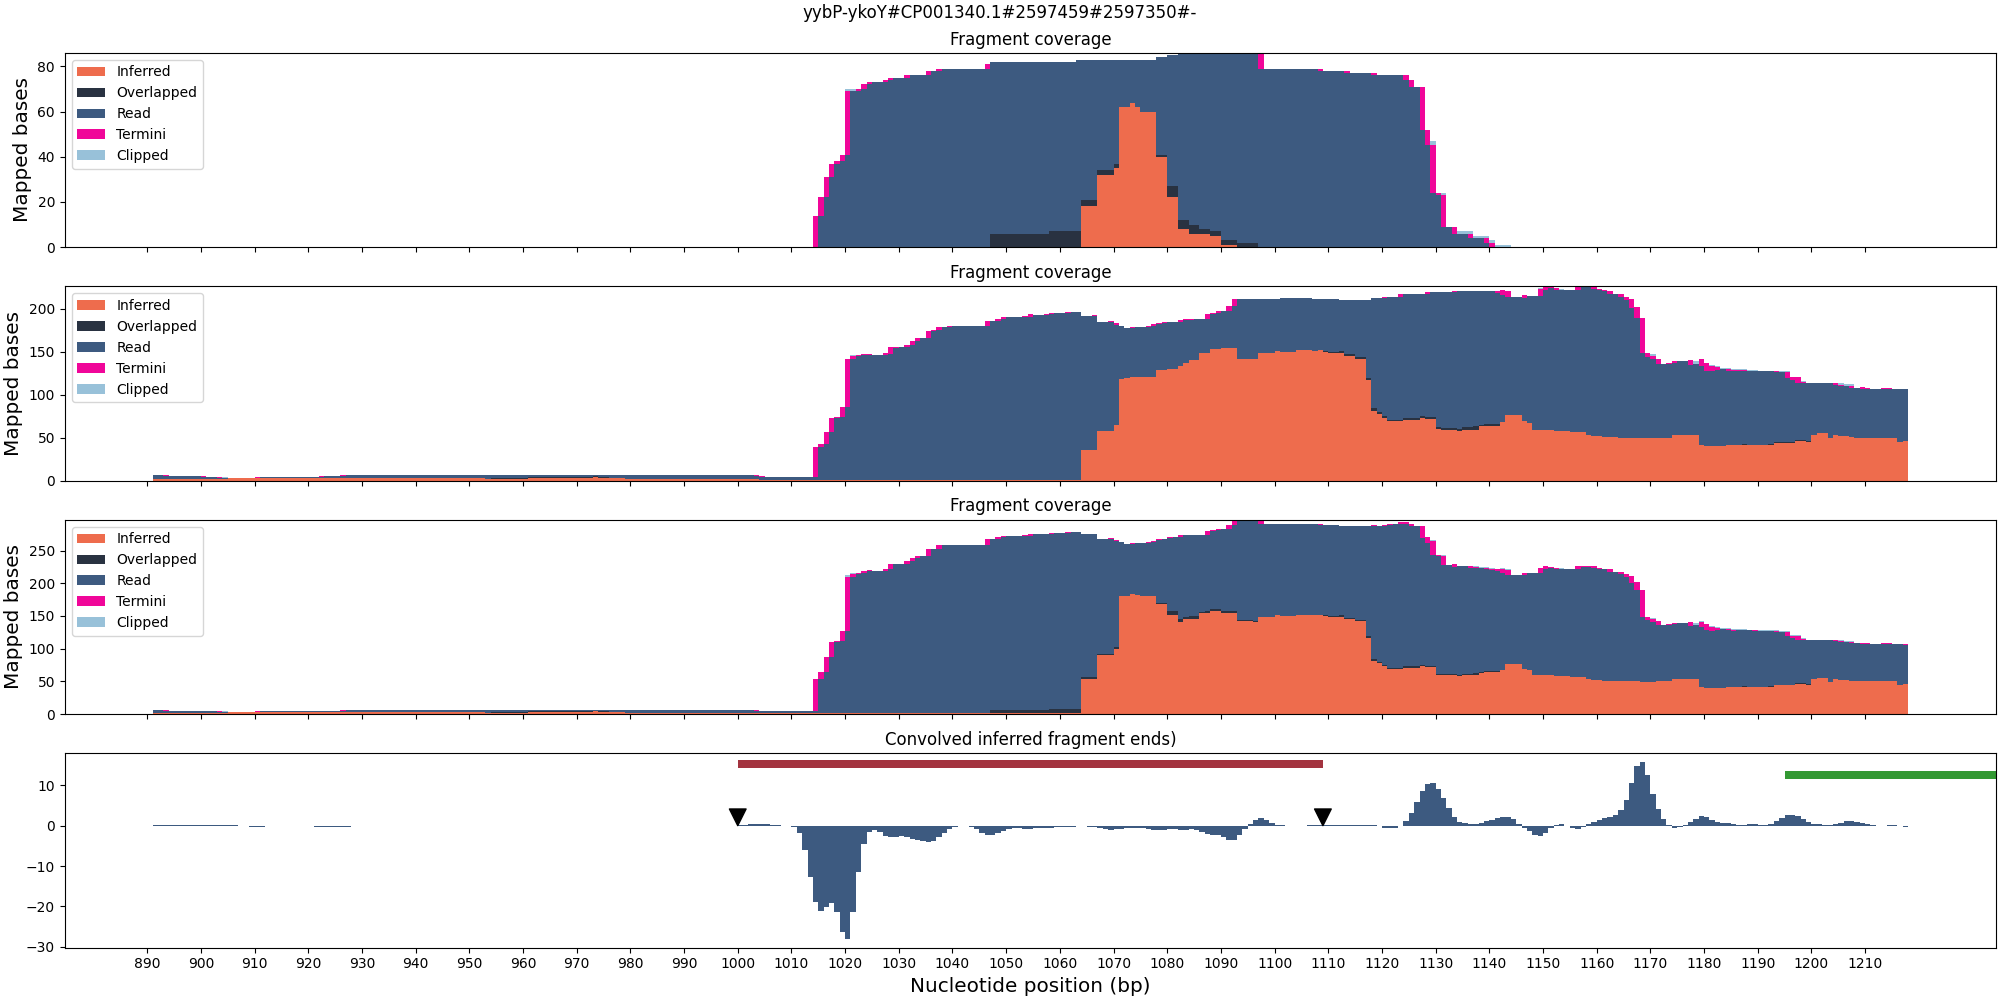 yybP-ykoY#CP001340.1#2597459#2597350#-
Fragment coverage
Mapped bases
80
60
40
20
0
Inferred
Overlapped
Read
Termini
Clipped
Fragment coverage
Mapped bases
200
150
100
50
0
Inferred
Overlapped
Read
Termini
Clipped
Fragment coverage
Mapped bases
250
200
150
100
50
0
Inferred
Overlapped
Read
Termini
Clipped
Convolved inferred fragment ends)
10
0
−10
−20
−30
890 900 910 920 930 940 950 960 970 980 990 1000 1010 1020 1030 1040 1050 1060 1070 1080 1090 1100 1110 1120 1130 1140 1150 1160 1170 1180 1190 1200 1210
Nucleotide position (bp)